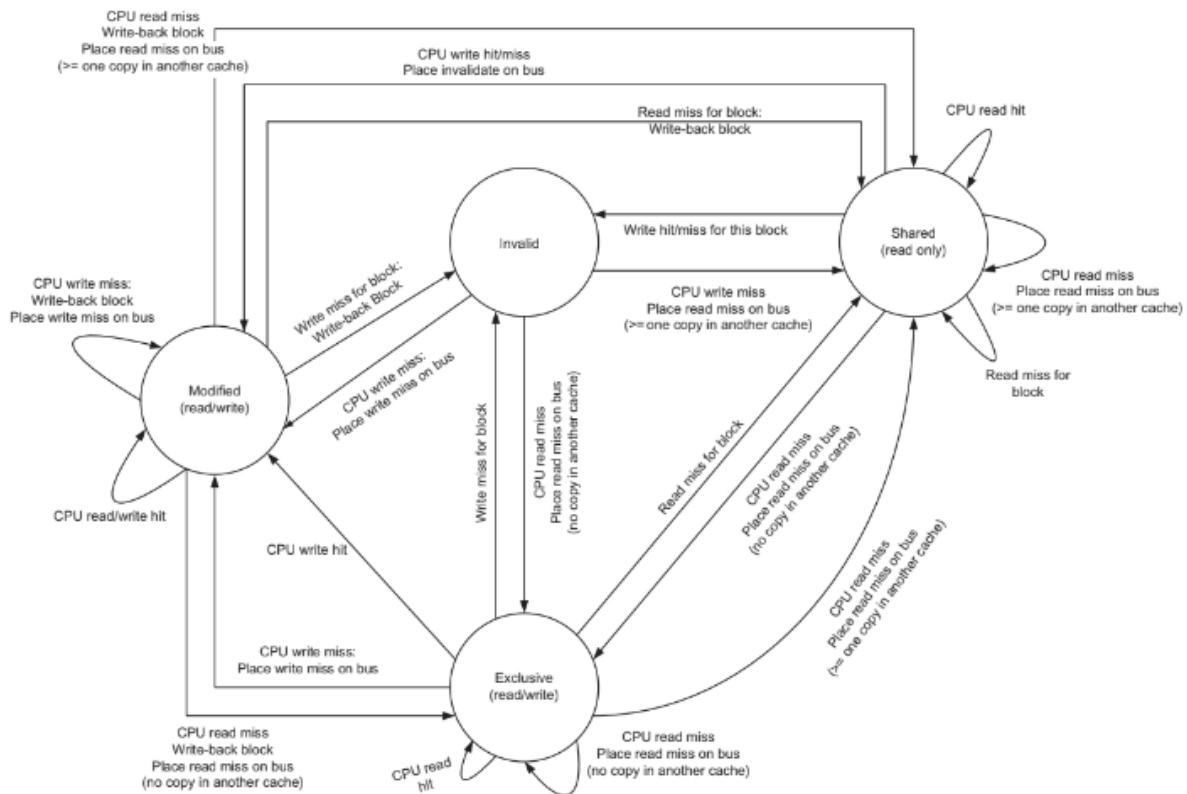 CPU read miss
Write-back block
Place read miss on bus
(>= one copy in another cache)
CPU write hit/miss
Place invalidate on bus
Read miss for block:
Write-back block
CPU read hit
Invalid
Shared
(read only)
Write hit/miss for this block
CPU write miss:
Write-back block
Place write miss on bus
Write miss for block:
Write-back Block
CPU write miss
Place read miss on bus
(>= one copy in another cache)
CPU read miss
Place read miss on bus
(>= one copy in another cache)
Read miss for
block
Modified
(read/write)
CPU write miss:
Place write miss on bus
Write miss for block
CPU read miss
Place read miss on bus
(no copy in another cache)
Read miss for block
CPU read miss
Place read miss on bus
(no copy in another cache)
CPU read miss
Place read miss on bus
(>= one copy in another cache)
CPU read/write hit
CPU write hit
CPU write miss:
Place write miss on bus
Exclusive
(read/write)
CPU read miss
Write-back block
Place read miss on bus
(no copy in another cache)
CPU read
hit
CPU read miss
Place read miss on bus
(no copy in another cache)